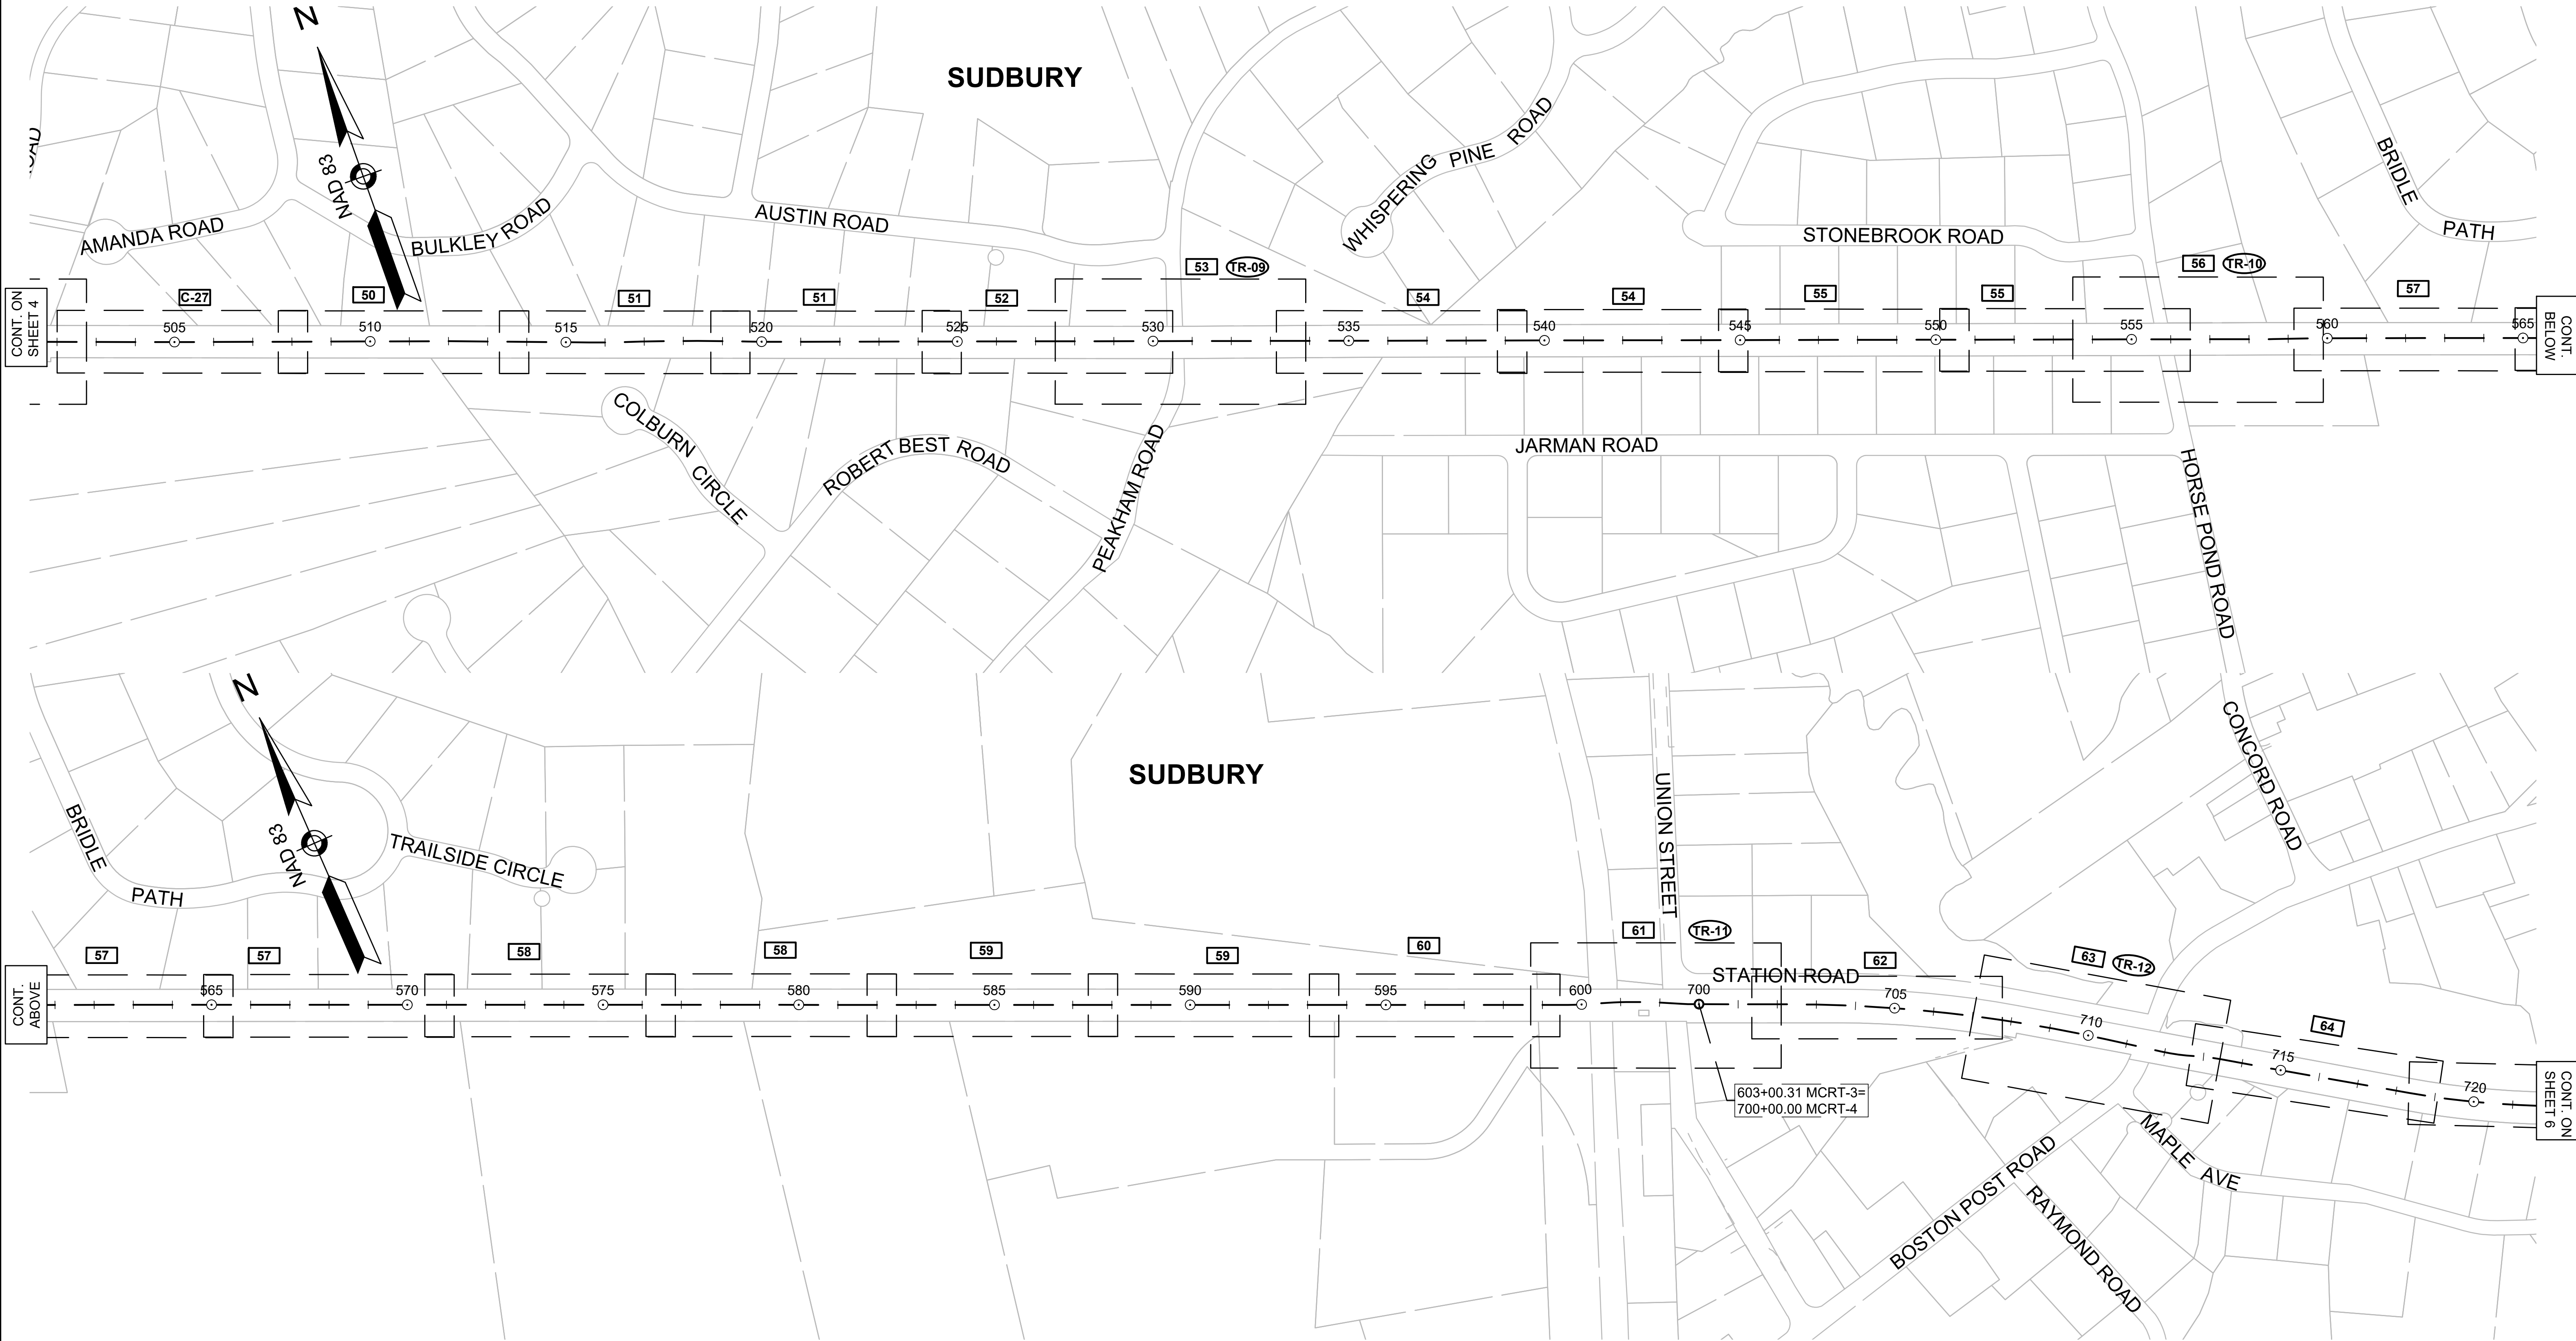 N
NAD 83
SUDBURY
AMANDA ROAD
BULKLEY ROAD
AUSTIN ROAD
WHISPERING PINE ROAD
STONEBROOK ROAD
BRIDLE PATH
CONT. ON
SHEET 4
C-27
50
51
51
52
53
TR-09
54
54
55
55
56
TR-10
57
505
510
515
520
525
530
535
540
545
550
555
560
565
CONT.
BELOW
COLBURN CIRCLE
ROBERT BEST ROAD
PEAKHAM ROAD
JARMAN ROAD
HORSE POND ROAD
N
NAD 83
SUDBURY
BRIDLE PATH
TRAILSIDE CIRCLE
UNION STREET
CONCORD ROAD
CONT.
ABOVE
57
57
58
58
59
59
60
61
TR-11
STATION ROAD
62
63
TR-12
64
565
570
575
580
585
590
595
600
700
705
710
715
720
CONT. ON
SHEET 6
603+00.31 MCRT-3=
700+00.00 MCRT-4
BOSTON POST ROAD
MAPLE AVE
RAYMOND ROAD